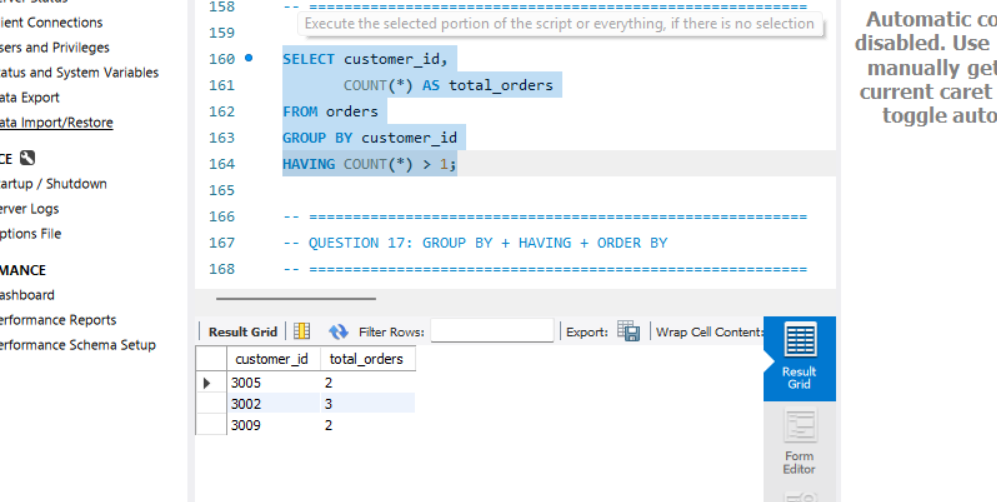 erver Status
ient Connections
sers and Privileges
atus and System Variables
ata Export
ata Import/Restore
CE
artup / Shutdown
erver Logs
ptions File
MANCE
ashboard
erformance Reports
erformance Schema Setup
158 -- =========================================================
Execute the selected portion of the script or everything, if there is no selection
159
160 SELECT customer_id,
161 COUNT(*) AS total_orders
162 FROM orders
163 GROUP BY customer_id
164 HAVING COUNT(*) > 1;
165
166 -- =========================================================
167 -- QUESTION 17: GROUP BY + HAVING + ORDER BY
168 -- =========================================================
Result Grid Filter Rows: Export: Wrap Cell Content:
customer_id total_orders
3005 2
3002 3
3009 2
Result
Grid
Form
Editor
Automatic co
disabled. Use
manually get
current caret
toggle auto